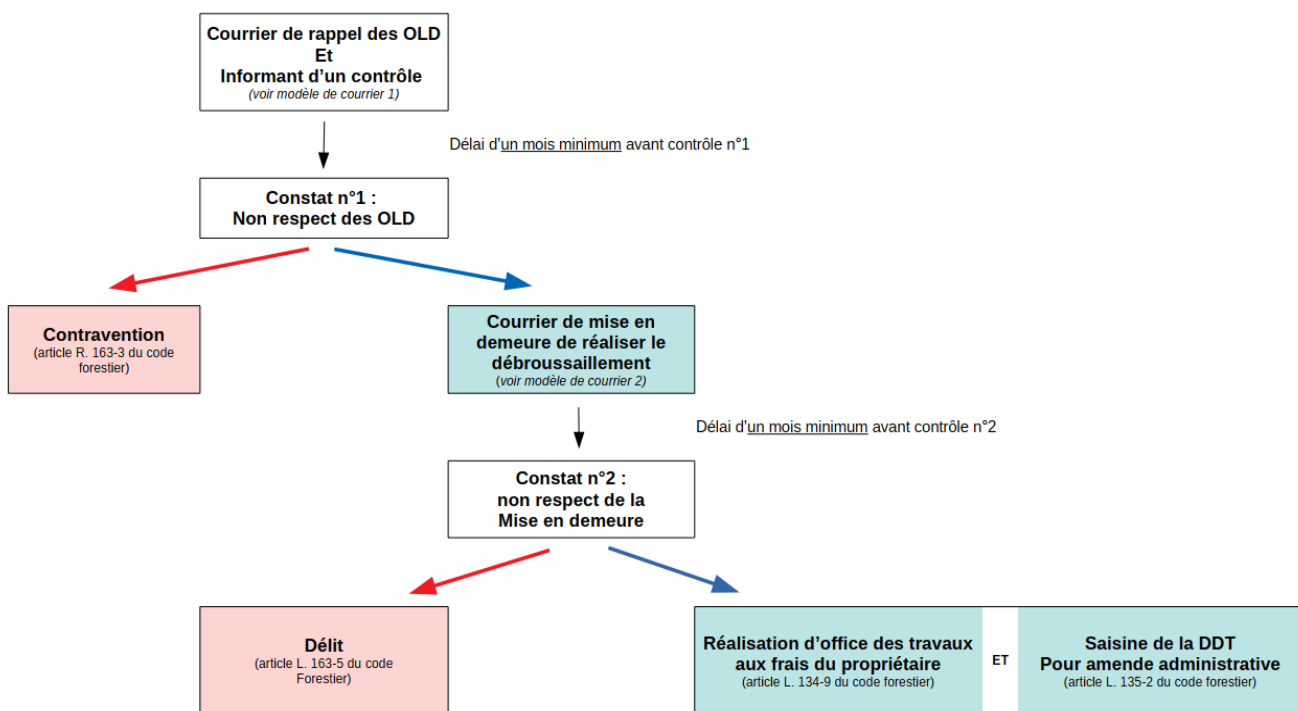 Courrier de rappel des OLD
Et
Informant d'un contrôle
(voir modèle de courrier 1)
Délai d'un mois minimum avant contrôle n°1
Constat n°1 :
Non respect des OLD
Contravention
(article R. 163-3 du code
forestier)
Courrier de mise en
demeure de réaliser le
débroussaillement
(voir modèle de courrier 2)
Délai d'un mois minimum avant contrôle n°2
Constat n°2 :
non respect de la
Mise en demeure
Délit
(article L. 163-5 du code
Forestier)
Réalisation d'office des travaux
aux frais du propriétaire
(article L. 134-9 du code forestier)
ET
Saisine de la DDT
Pour amende administrative
(article L. 135-2 du code forestier)